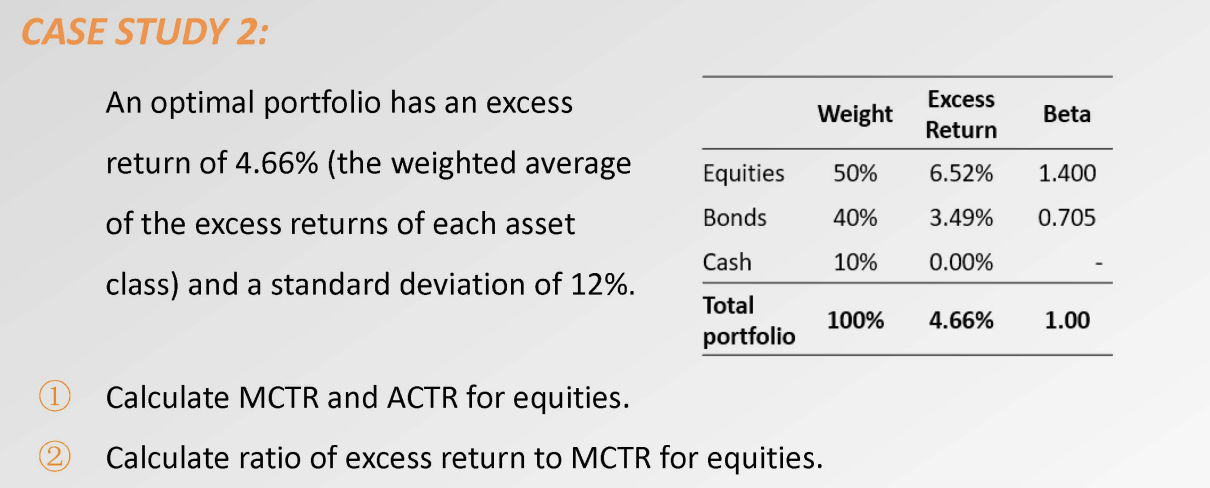 CASE STUDY 2:
An optimal portfolio has an excess
return of 4.66% (the weighted average
of the excess returns of each asset
class) and a standard deviation of 12%.
Weight Excess Return Beta
Equities 50% 6.52% 1.400
Bonds 40% 3.49% 0.705
Cash 10% 0.00% -
Total portfolio 100% 4.66% 1.00
① Calculate MCTR and ACTR for equities.
② Calculate ratio of excess return to MCTR for equities.